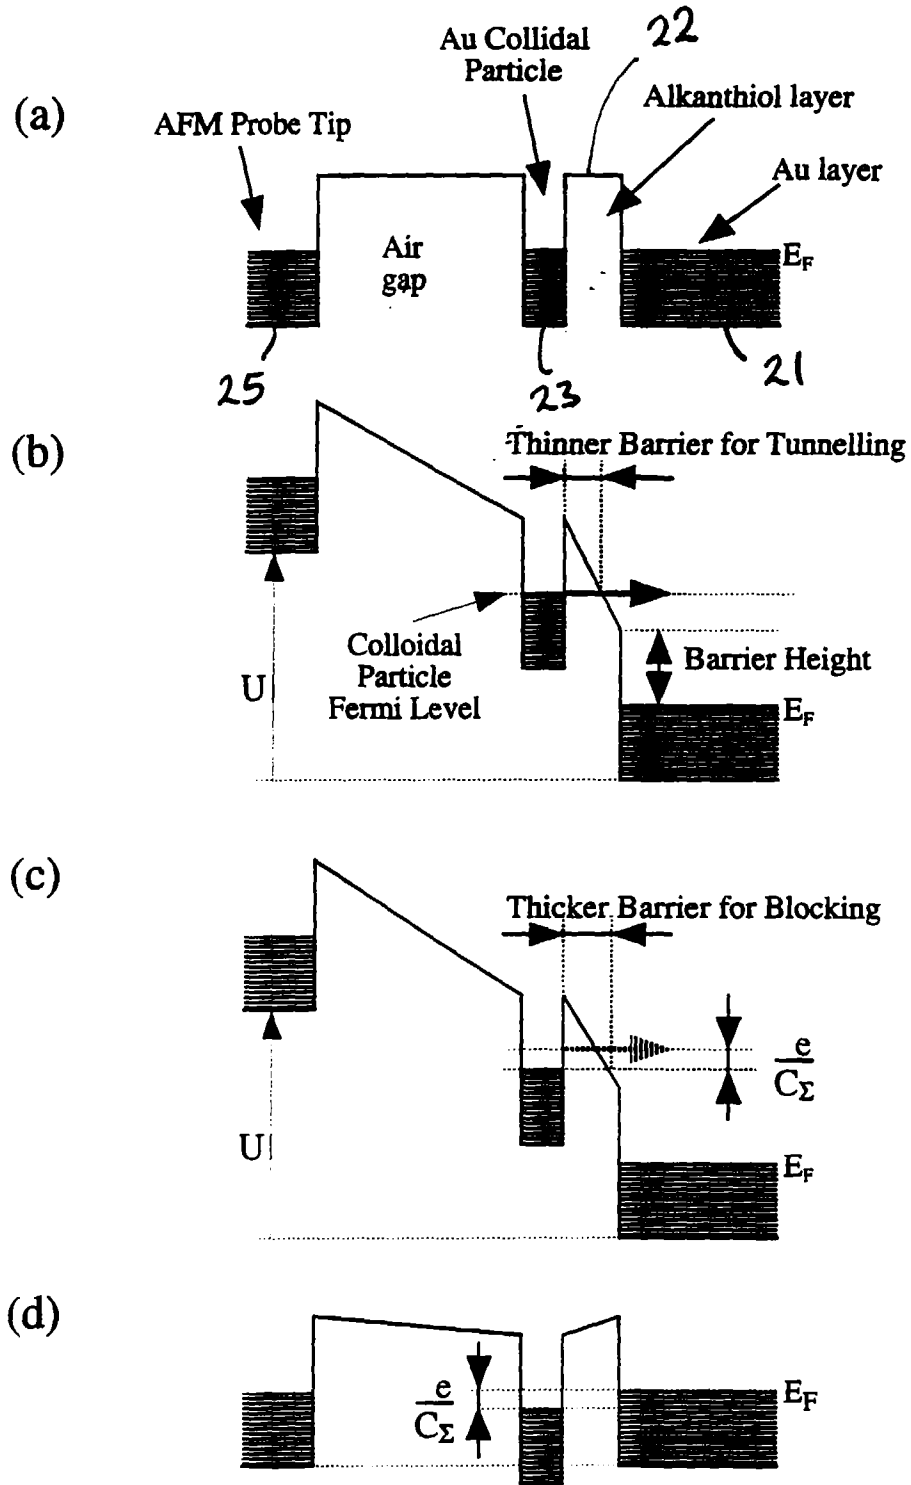 (a)
AFM Probe Tip
Au Collidal
Particle
22
Alkanthiol layer
Au layer
Air
gap
E_F
25
23
21
(b)
Thinner Barrier for Tunnelling
Colloidal
Particle
Fermi Level
Barrier Height
U
E_F
(c)
Thicker Barrier for Blocking
e
C_Σ
U
E_F
(d)
e
C_Σ
E_F